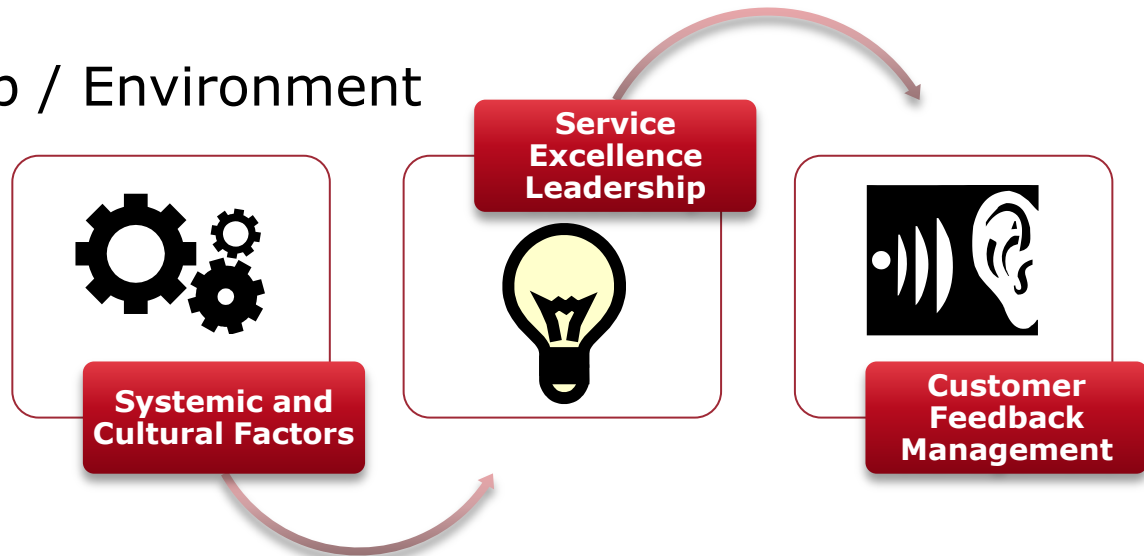 / Environment
Service
Excellence
Leadership
Systemic and
Cultural Factors
Customer
Feedback
Management